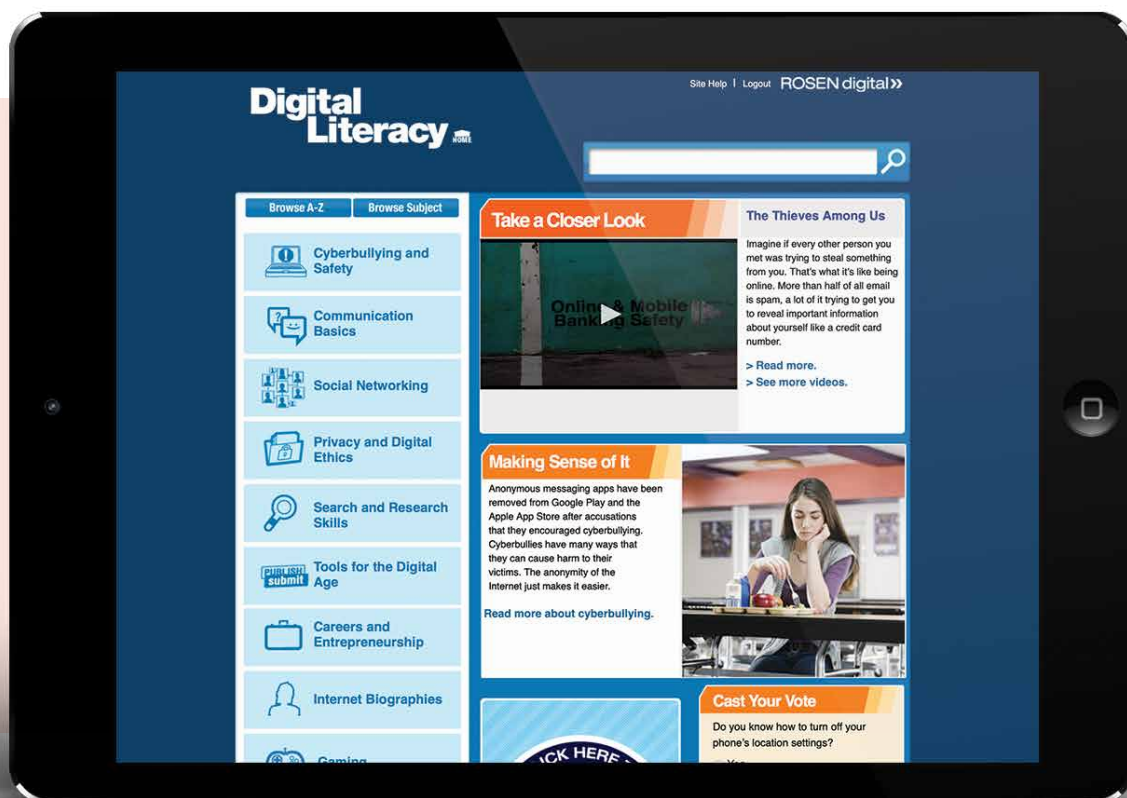 Digital
Literacy
HOME
Site Help | Logout ROSEN digital»
Browse A-Z
Browse Subject
Cyberbullying and
Safety
Communication
Basics
Social Networking
Privacy and Digital
Ethics
Search and Research
Skills
PUBLISH
submit
Tools for the Digital
Age
Careers and
Entrepreneurship
Internet Biographies
Gaming
Take a Closer Look
Online & Mobile
Banking Safety
The Thieves Among Us
Imagine if every other person you
met was trying to steal something
from you. That's what it's like being
online. More than half of all email
is spam, a lot of it trying to get you
to reveal important information
about yourself like a credit card
number.
> Read more.
> See more videos.
Making Sense of It
Anonymous messaging apps have been
removed from Google Play and the
Apple App Store after accusations
that they encouraged cyberbullying.
Cyberbullies have many ways that
they can cause harm to their
victims. The anonymity of the
Internet just makes it easier.
Read more about cyberbullying.
HERE
Cast Your Vote
Do you know how to turn off your
phone's location settings?